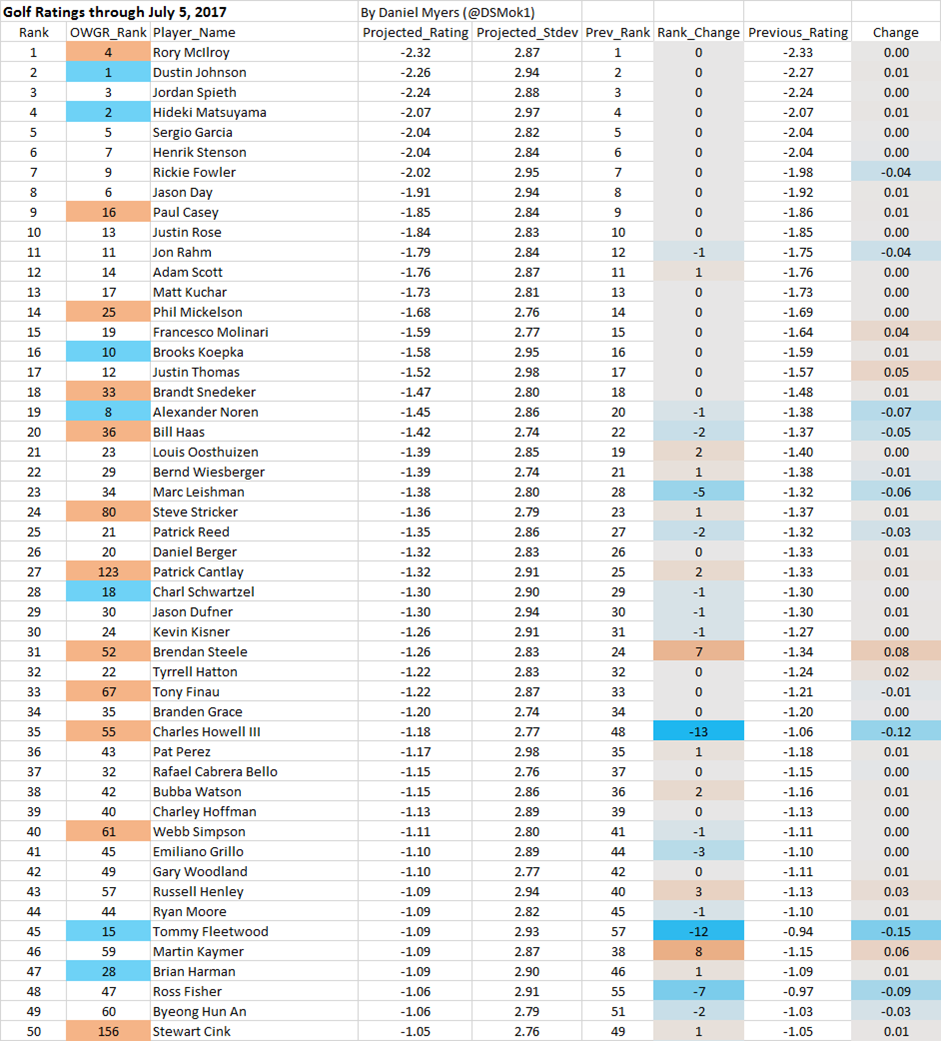 Golf Ratings through July 5, 2017 By Daniel Myers (@DSMok1)
Rank OWGR_Rank Player_Name Projected_Rating Projected_Stdev Prev_Rank Rank_Change Previous_Rating Change
1 4 Rory McIlroy -2.32 2.87 1 0 -2.33 0.00
2 1 Dustin Johnson -2.26 2.94 2 0 -2.27 0.01
3 3 Jordan Spieth -2.24 2.88 3 0 -2.24 0.00
4 2 Hideki Matsuyama -2.07 2.97 4 0 -2.07 0.01
5 5 Sergio Garcia -2.04 2.82 5 0 -2.04 0.00
6 7 Henrik Stenson -2.04 2.84 6 0 -2.04 0.00
7 9 Rickie Fowler -2.02 2.95 7 0 -1.98 -0.04
8 6 Jason Day -1.91 2.94 8 0 -1.92 0.01
9 16 Paul Casey -1.85 2.84 9 0 -1.86 0.01
10 13 Justin Rose -1.84 2.83 10 0 -1.85 0.00
11 11 Jon Rahm -1.79 2.84 12 -1 -1.75 -0.04
12 14 Adam Scott -1.76 2.87 11 1 -1.76 0.00
13 17 Matt Kuchar -1.73 2.81 13 0 -1.73 0.00
14 25 Phil Mickelson -1.68 2.76 14 0 -1.69 0.00
15 19 Francesco Molinari -1.59 2.77 15 0 -1.64 0.04
16 10 Brooks Koepka -1.58 2.95 16 0 -1.59 0.01
17 12 Justin Thomas -1.52 2.98 17 0 -1.57 0.05
18 33 Brandt Snedeker -1.47 2.80 18 0 -1.48 0.01
19 8 Alexander Noren -1.45 2.86 20 -1 -1.38 -0.07
20 36 Bill Haas -1.42 2.74 22 -2 -1.37 -0.05
21 23 Louis Oosthuizen -1.39 2.85 19 2 -1.40 0.00
22 29 Bernd Wiesberger -1.39 2.74 21 1 -1.38 -0.01
23 34 Marc Leishman -1.38 2.80 28 -5 -1.32 -0.06
24 80 Steve Stricker -1.36 2.79 23 1 -1.37 0.01
25 21 Patrick Reed -1.35 2.86 27 -2 -1.32 -0.03
26 20 Daniel Berger -1.32 2.83 26 0 -1.33 0.01
27 123 Patrick Cantlay -1.32 2.91 25 2 -1.33 0.01
28 18 Charl Schwartzel -1.30 2.90 29 -1 -1.30 0.00
29 30 Jason Dufner -1.30 2.94 30 -1 -1.30 0.01
30 24 Kevin Kisner -1.26 2.91 31 -1 -1.27 0.00
31 52 Brendan Steele -1.26 2.83 24 7 -1.34 0.08
32 22 Tyrrell Hatton -1.22 2.83 32 0 -1.24 0.02
33 67 Tony Finau -1.22 2.87 33 0 -1.21 -0.01
34 35 Branden Grace -1.20 2.74 34 0 -1.20 0.00
35 55 Charles Howell III -1.18 2.77 48 -13 -1.06 -0.12
36 43 Pat Perez -1.17 2.98 35 1 -1.18 0.01
37 32 Rafael Cabrera Bello -1.15 2.76 37 0 -1.15 0.00
38 42 Bubba Watson -1.15 2.86 36 2 -1.16 0.01
39 40 Charley Hoffman -1.13 2.89 39 0 -1.13 0.00
40 61 Webb Simpson -1.11 2.80 41 -1 -1.11 0.00
41 45 Emiliano Grillo -1.10 2.89 44 -3 -1.10 0.00
42 49 Gary Woodland -1.10 2.77 42 0 -1.11 0.01
43 57 Russell Henley -1.09 2.94 40 3 -1.13 0.03
44 44 Ryan Moore -1.09 2.82 45 -1 -1.10 0.01
45 15 Tommy Fleetwood -1.09 2.93 57 -12 -0.94 -0.15
46 59 Martin Kaymer -1.09 2.87 38 8 -1.15 0.06
47 28 Brian Harman -1.09 2.90 46 1 -1.09 0.01
48 47 Ross Fisher -1.06 2.91 55 -7 -0.97 -0.09
49 60 Byeong Hun An -1.06 2.79 51 -2 -1.03 -0.03
50 156 Stewart Cink -1.05 2.76 49 1 -1.05 0.01